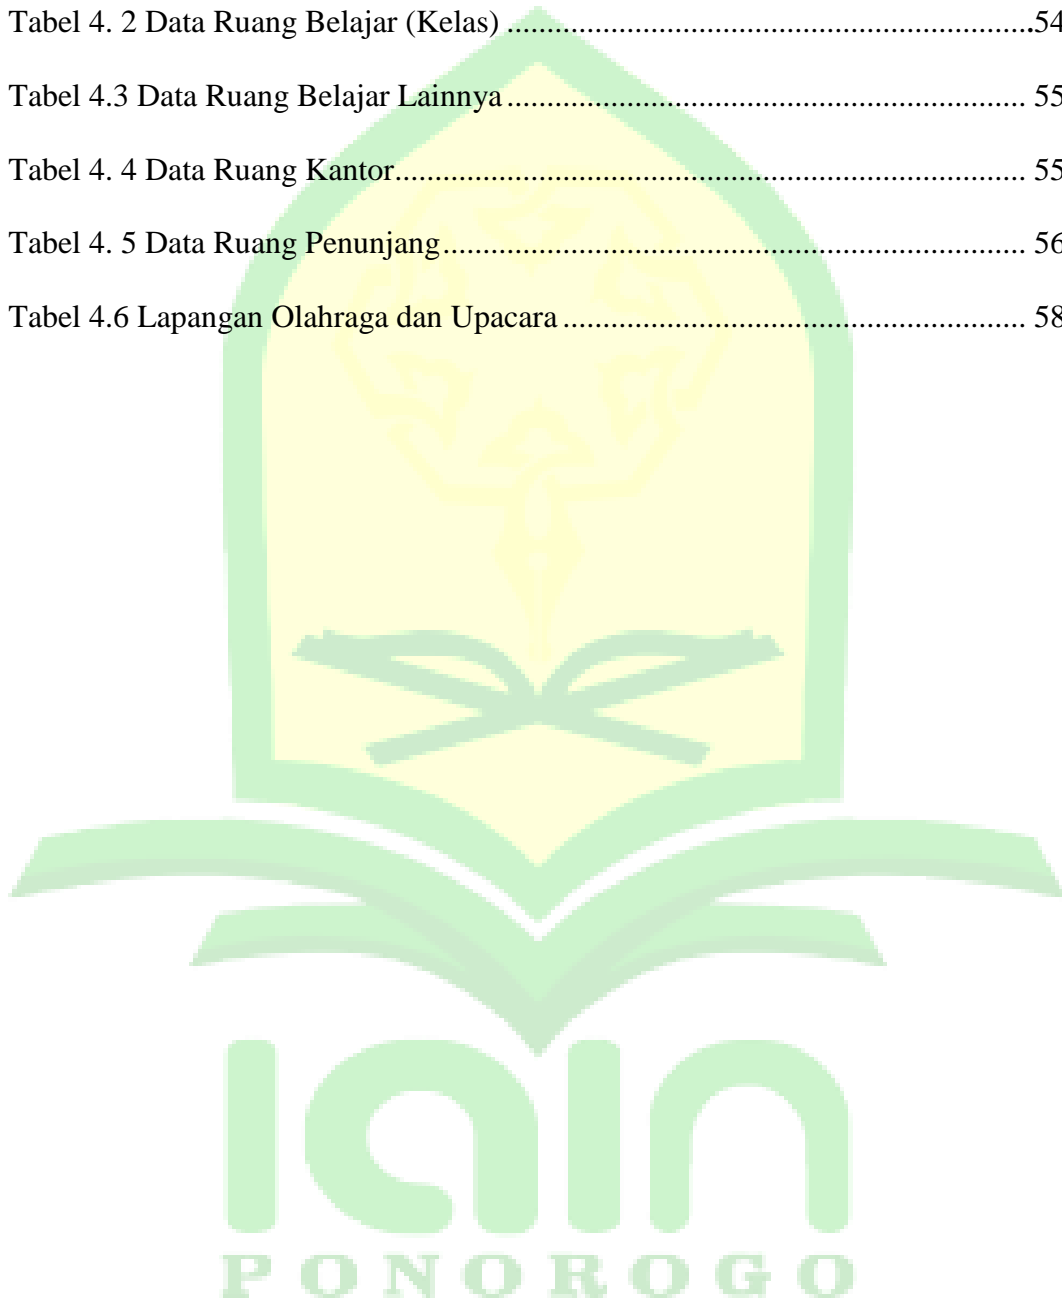 Tabel 4. 2 Data Ruang Belajar (Kelas) ................................................................54
Tabel 4.3 Data Ruang Belajar Lainnya ................................................................ 55
Tabel 4. 4 Data Ruang Kantor............................................................................. 55
Tabel 4. 5 Data Ruang Penunjang....................................................................... 56
Tabel 4.6 Lapangan Olahraga dan Upacara ........................................................ 58
iain
PONOROGO